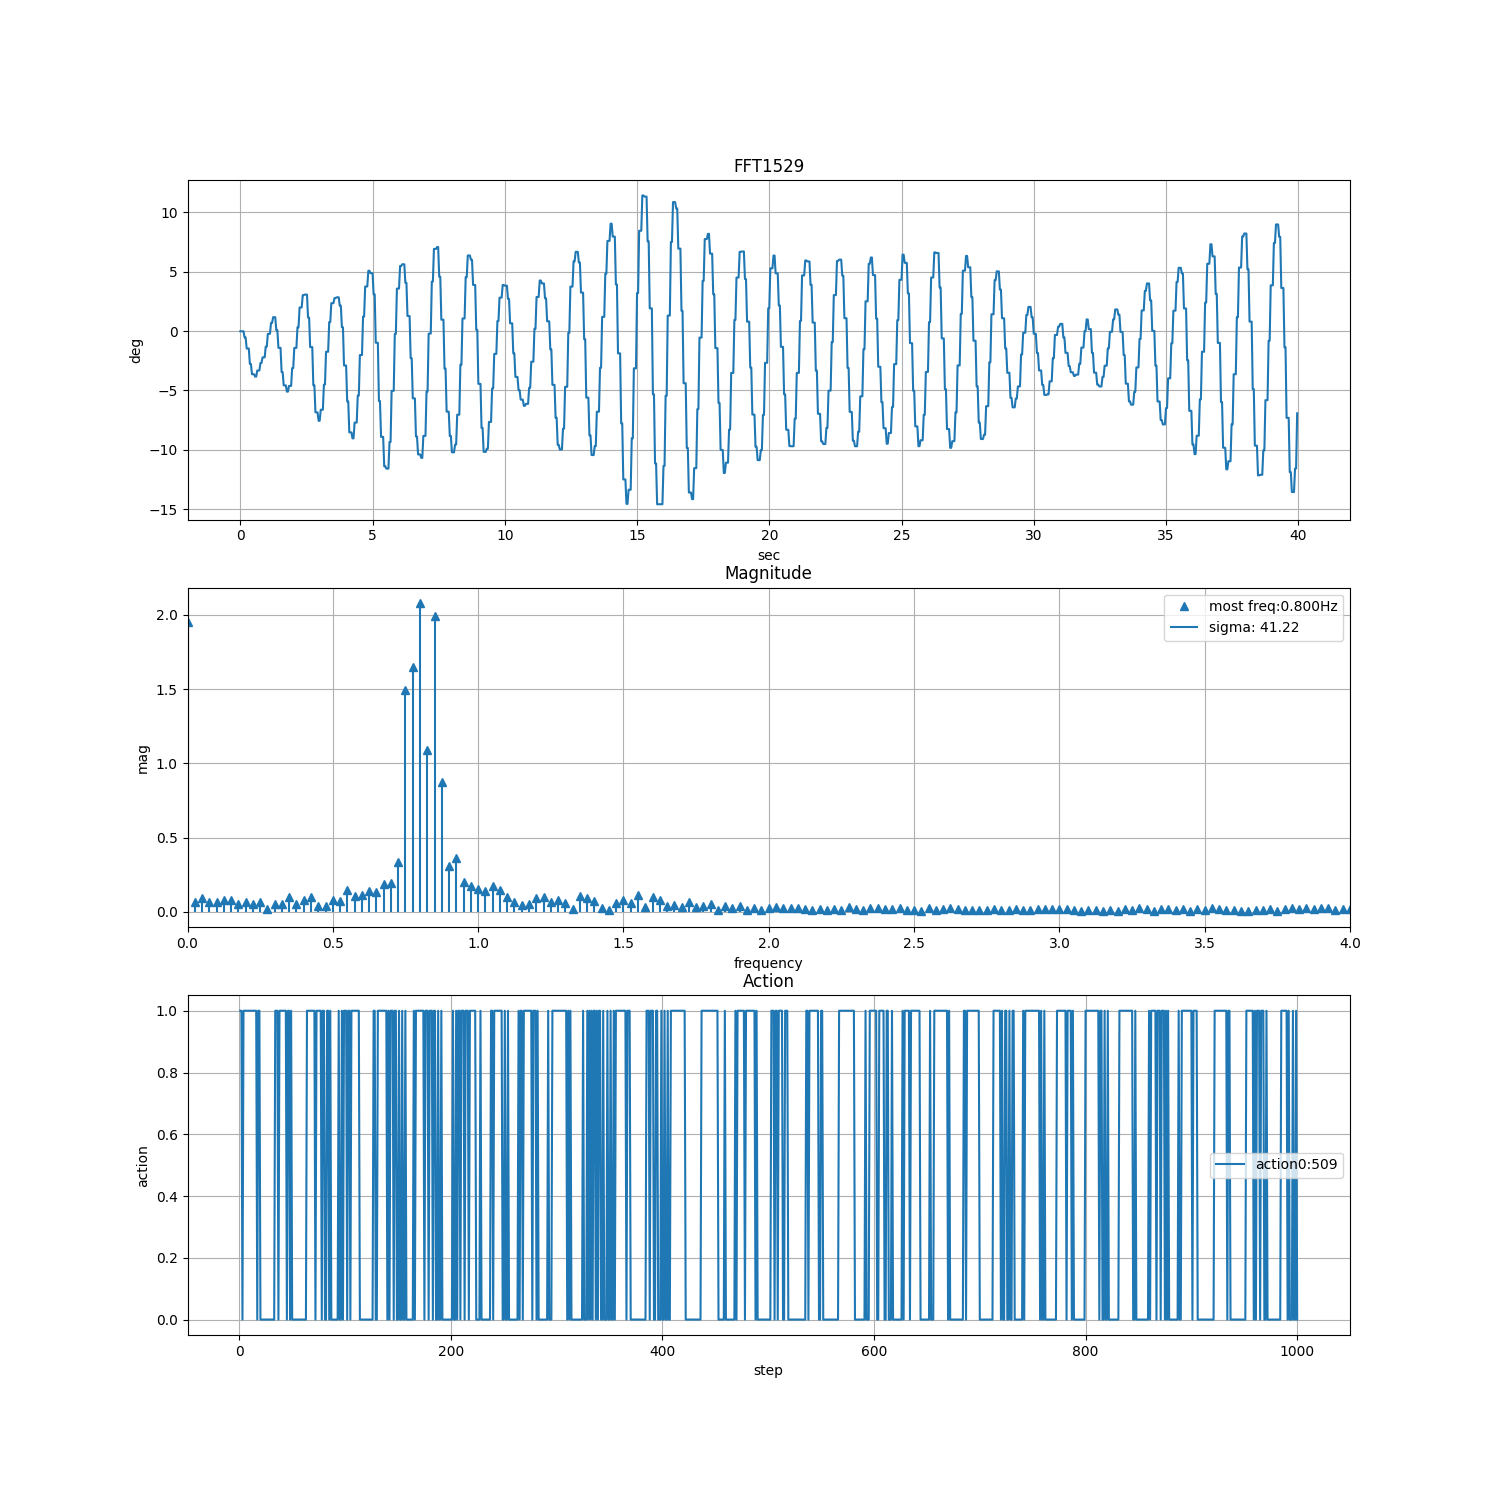 FFT1529
10
5
0
−5
−10
−15
deg
0 5 10 15 20 25 30 35 40
sec
Magnitude
2.0
1.5
1.0
0.5
0.0
mag
most freq:0.800Hz
sigma: 41.22
0.0 0.5 1.0 1.5 2.0 2.5 3.0 3.5 4.0
frequency
Action
1.0
0.8
0.6
0.4
0.2
0.0
action
action0:509
0 200 400 600 800 1000
step